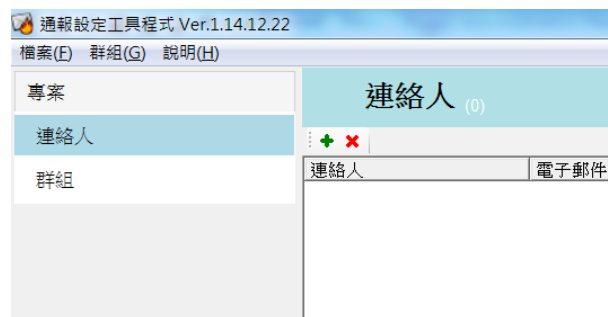 通報設定工具程式 Ver.1.14.12.22
檔案(F) 群組(G) 說明(H)
專案
連絡人
群組
連絡人 (0)
連絡人 電子郵件